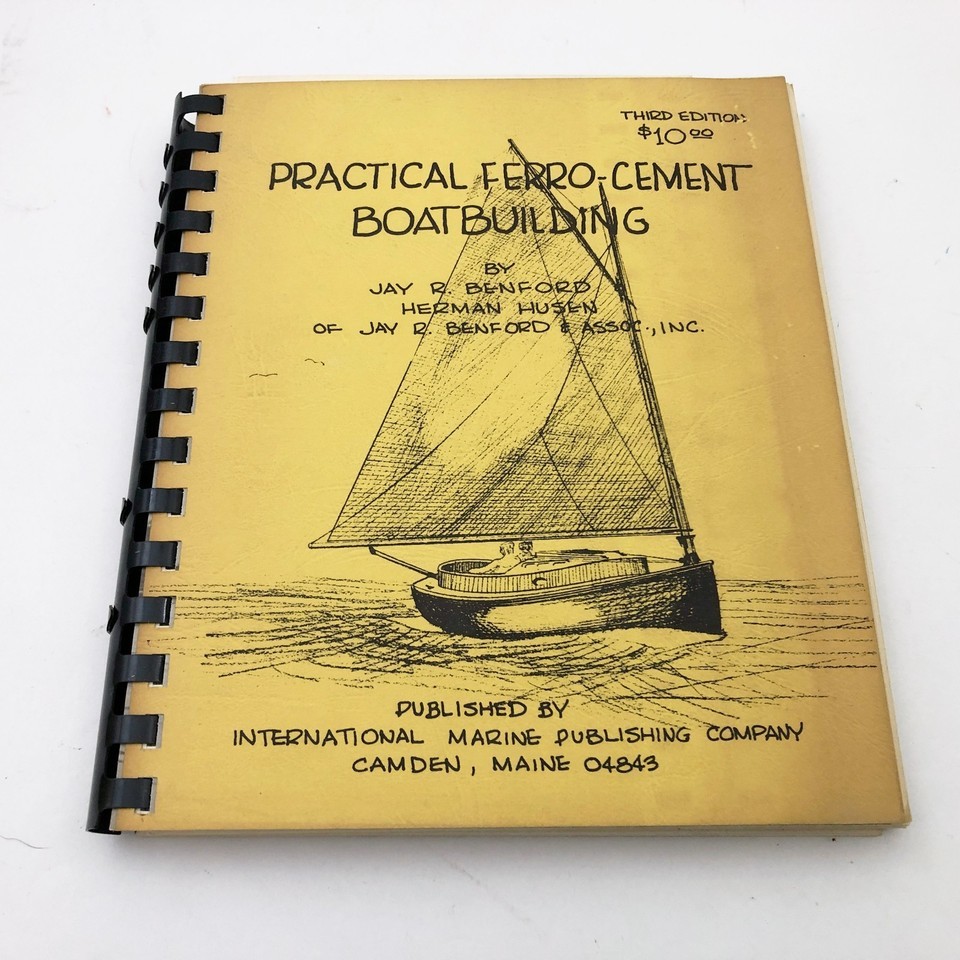 THIRD EDITION
$10.00
PRACTICAL FERRO-CEMENT
BOATBUILDING
BY
JAY R. BENFORD
HERMAN HUSEN
OF JAY R. BENFORD & ASSOC., INC.
PUBLISHED BY
INTERNATIONAL MARINE PUBLISHING COMPANY
CAMDEN, MAINE 04843